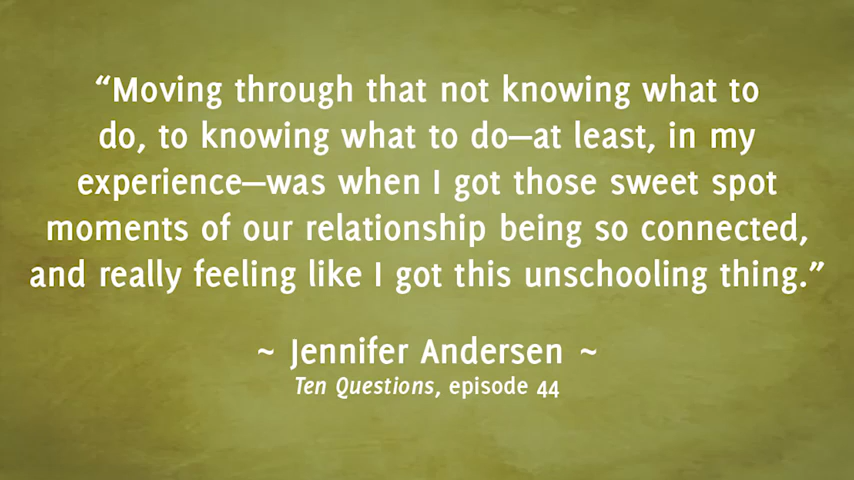 “Moving through that not knowing what to
do, to knowing what to do—at least, in my
experience—was when I got those sweet spot
moments of our relationship being so connected,
and really feeling like I got this unschooling thing.”
~ Jennifer Andersen ~
Ten Questions, episode 44